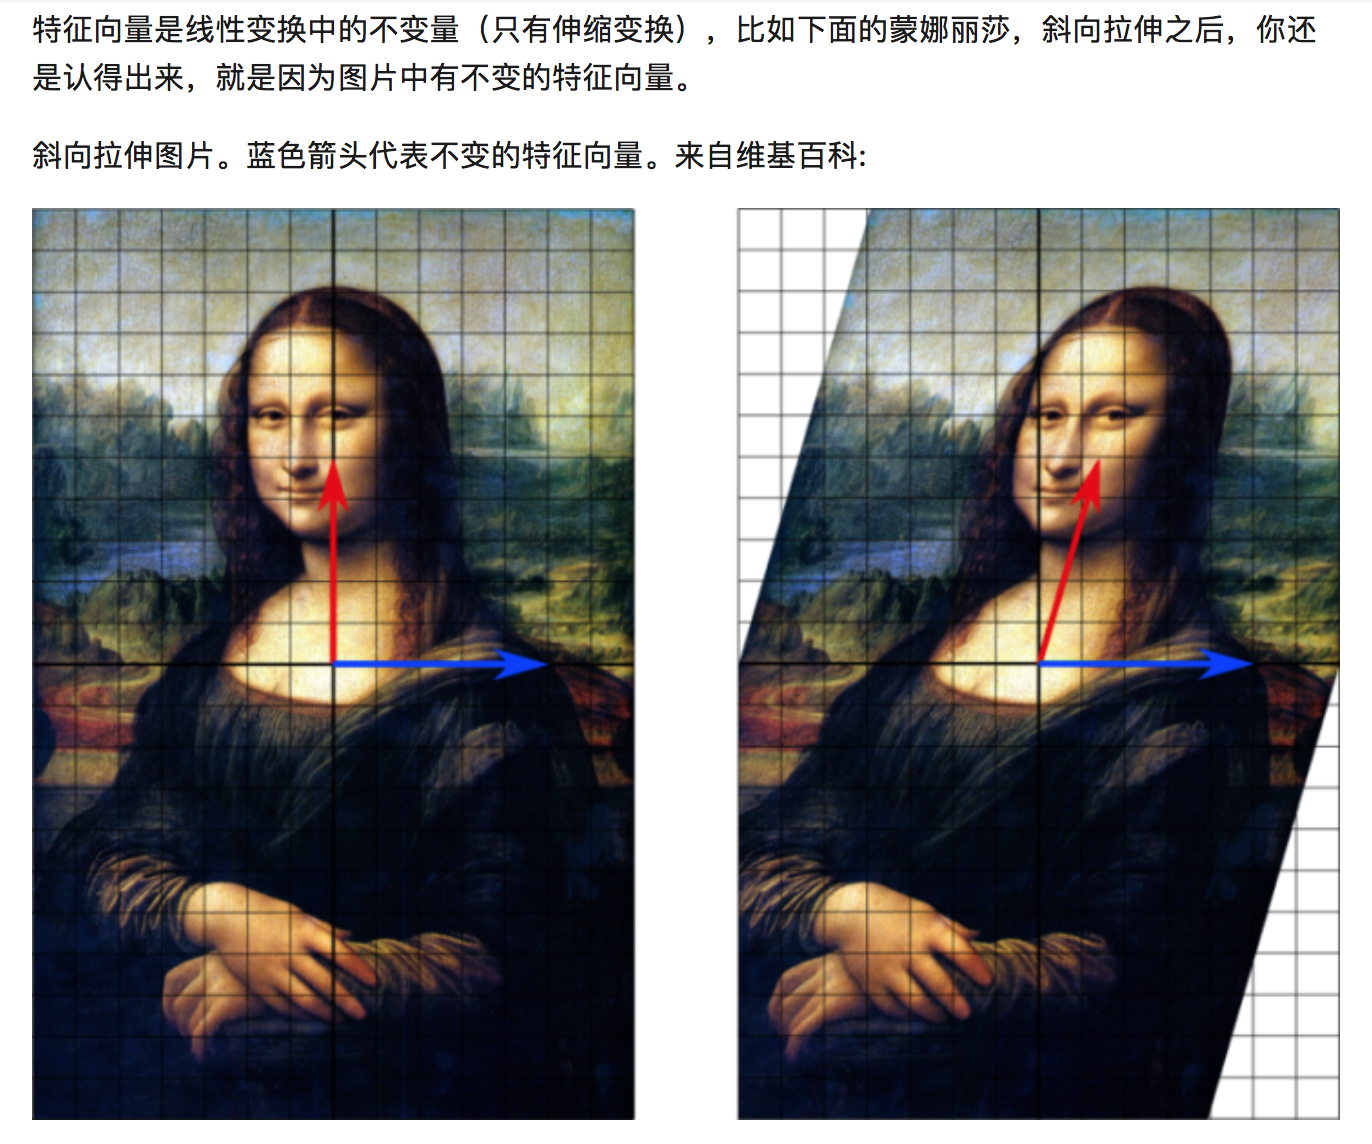 特征向量是线性变换中的不变量（只有伸缩变换），比如下面的蒙娜丽莎，斜向拉伸之后，你还
是认得出来，就是因为图片中有不变的特征向量。
斜向拉伸图片。蓝色箭头代表不变的特征向量。来自维基百科: